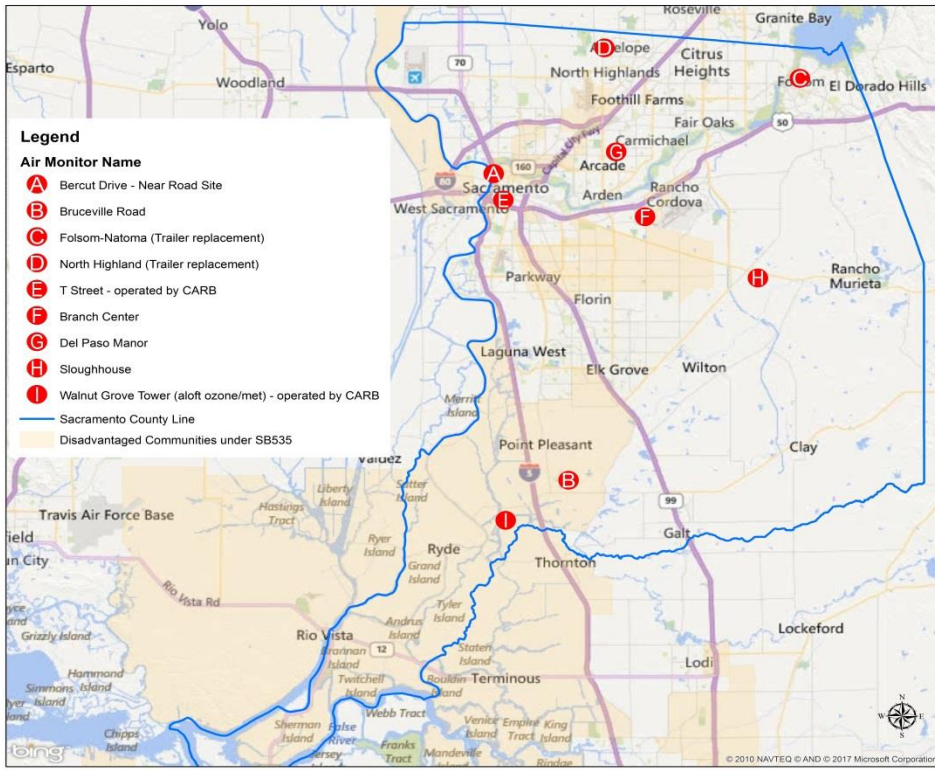 Roseville
Yolo
Granite Bay
Esparto
Woodland
70
D
Antelope
Citrus
Heights
North Highlands
C
Folsom
El Dorado Hills
Foothill Farms
Fair Oaks
50
Capital City Fwy
Carmichael
G
Arcade
160
A
Sacramento
80
West Sacramento
E
Arden
Rancho
Cordova
F
Parkway
Florin
H
Rancho
Murieta
Laguna West
Elk Grove
Wilton
Merritt
Island
Point Pleasant
Clay
5
B
99
Galt
I
Thornton
Legend
Air Monitor Name
A Bercut Drive - Near Road Site
B Bruceville Road
C Folsom-Natoma (Trailer replacement)
D North Highland (Trailer replacement)
E T Street - operated by CARB
F Branch Center
G Del Paso Manor
H Sloughhouse
I Walnut Grove Tower (aloft ozone/met) - operated by CARB
Sacramento County Line
Disadvantaged Communities under SB535
Valdez
Liberty
Island
Sutter
Island
Hastings
Tract
Travis Air Force Base
Ryer
Island
Ryde
Grand
Island
Rio Vista Rd
Tyler
Island
Andrus
Island
Rio Vista
Brannan
Island
12
Staten
Island
Twitchell
Island
Bouldin
Island
Terminous
Lockeford
Lodi
Grizzly Island
Hammond
Island
Simmons
Island
Chipps
Island
Sherman
Island
False
River
Webb Tract
Venice
Island
Empire
Tract
King
Island
Franks
Tract
Mandeville
bing
N
W E
S
© 2010 NAVTEQ © AND © 2017 Microsoft Corporation